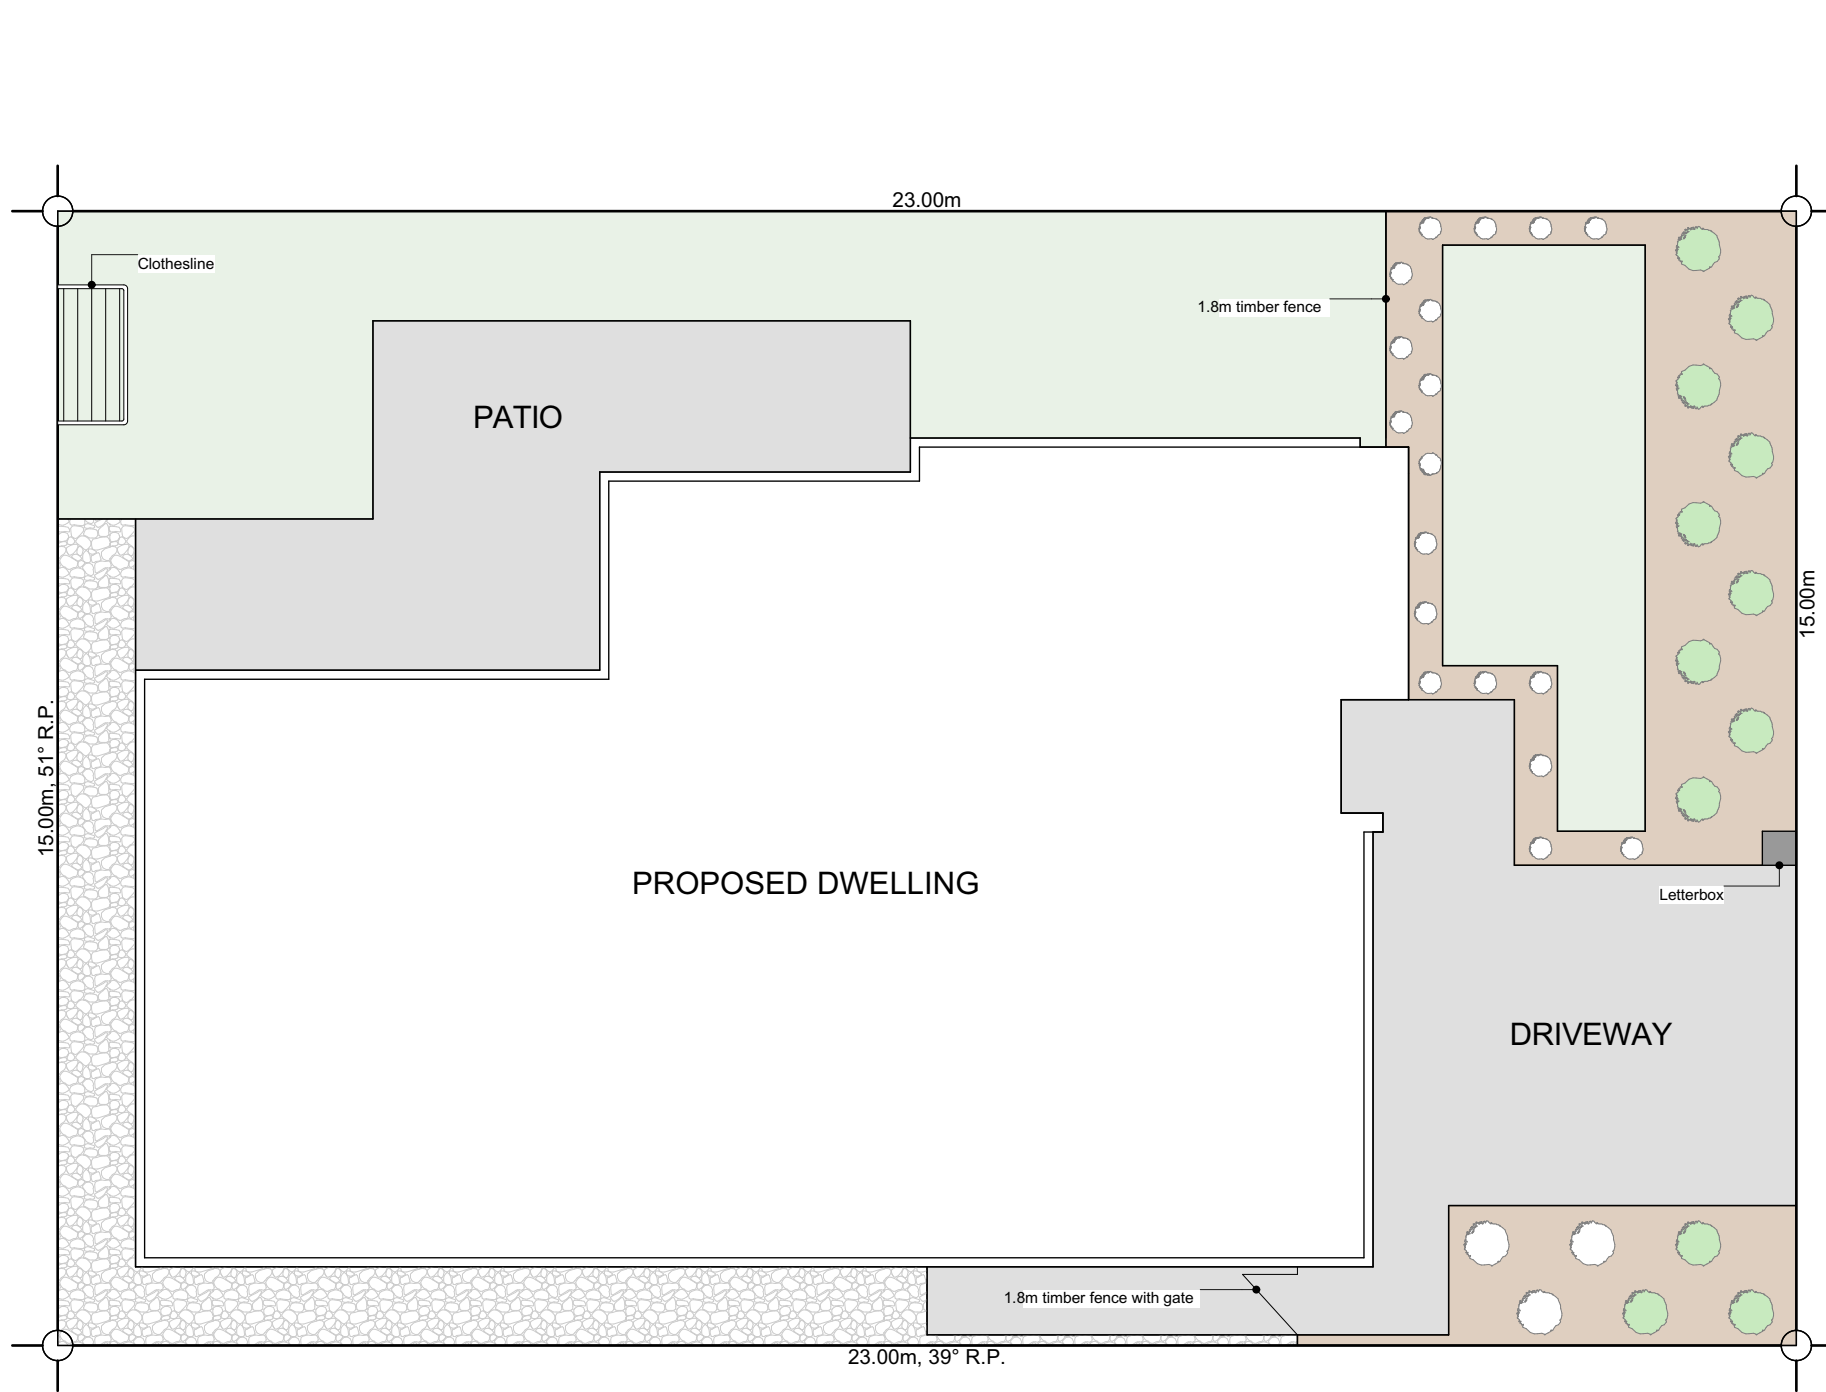 23.00m
Clothesline
1.8m timber fence
PATIO
15.00m
15.00m, 51° R.P.
PROPOSED DWELLING
Letterbox
DRIVEWAY
1.8m timber fence with gate
23.00m, 39° R.P.